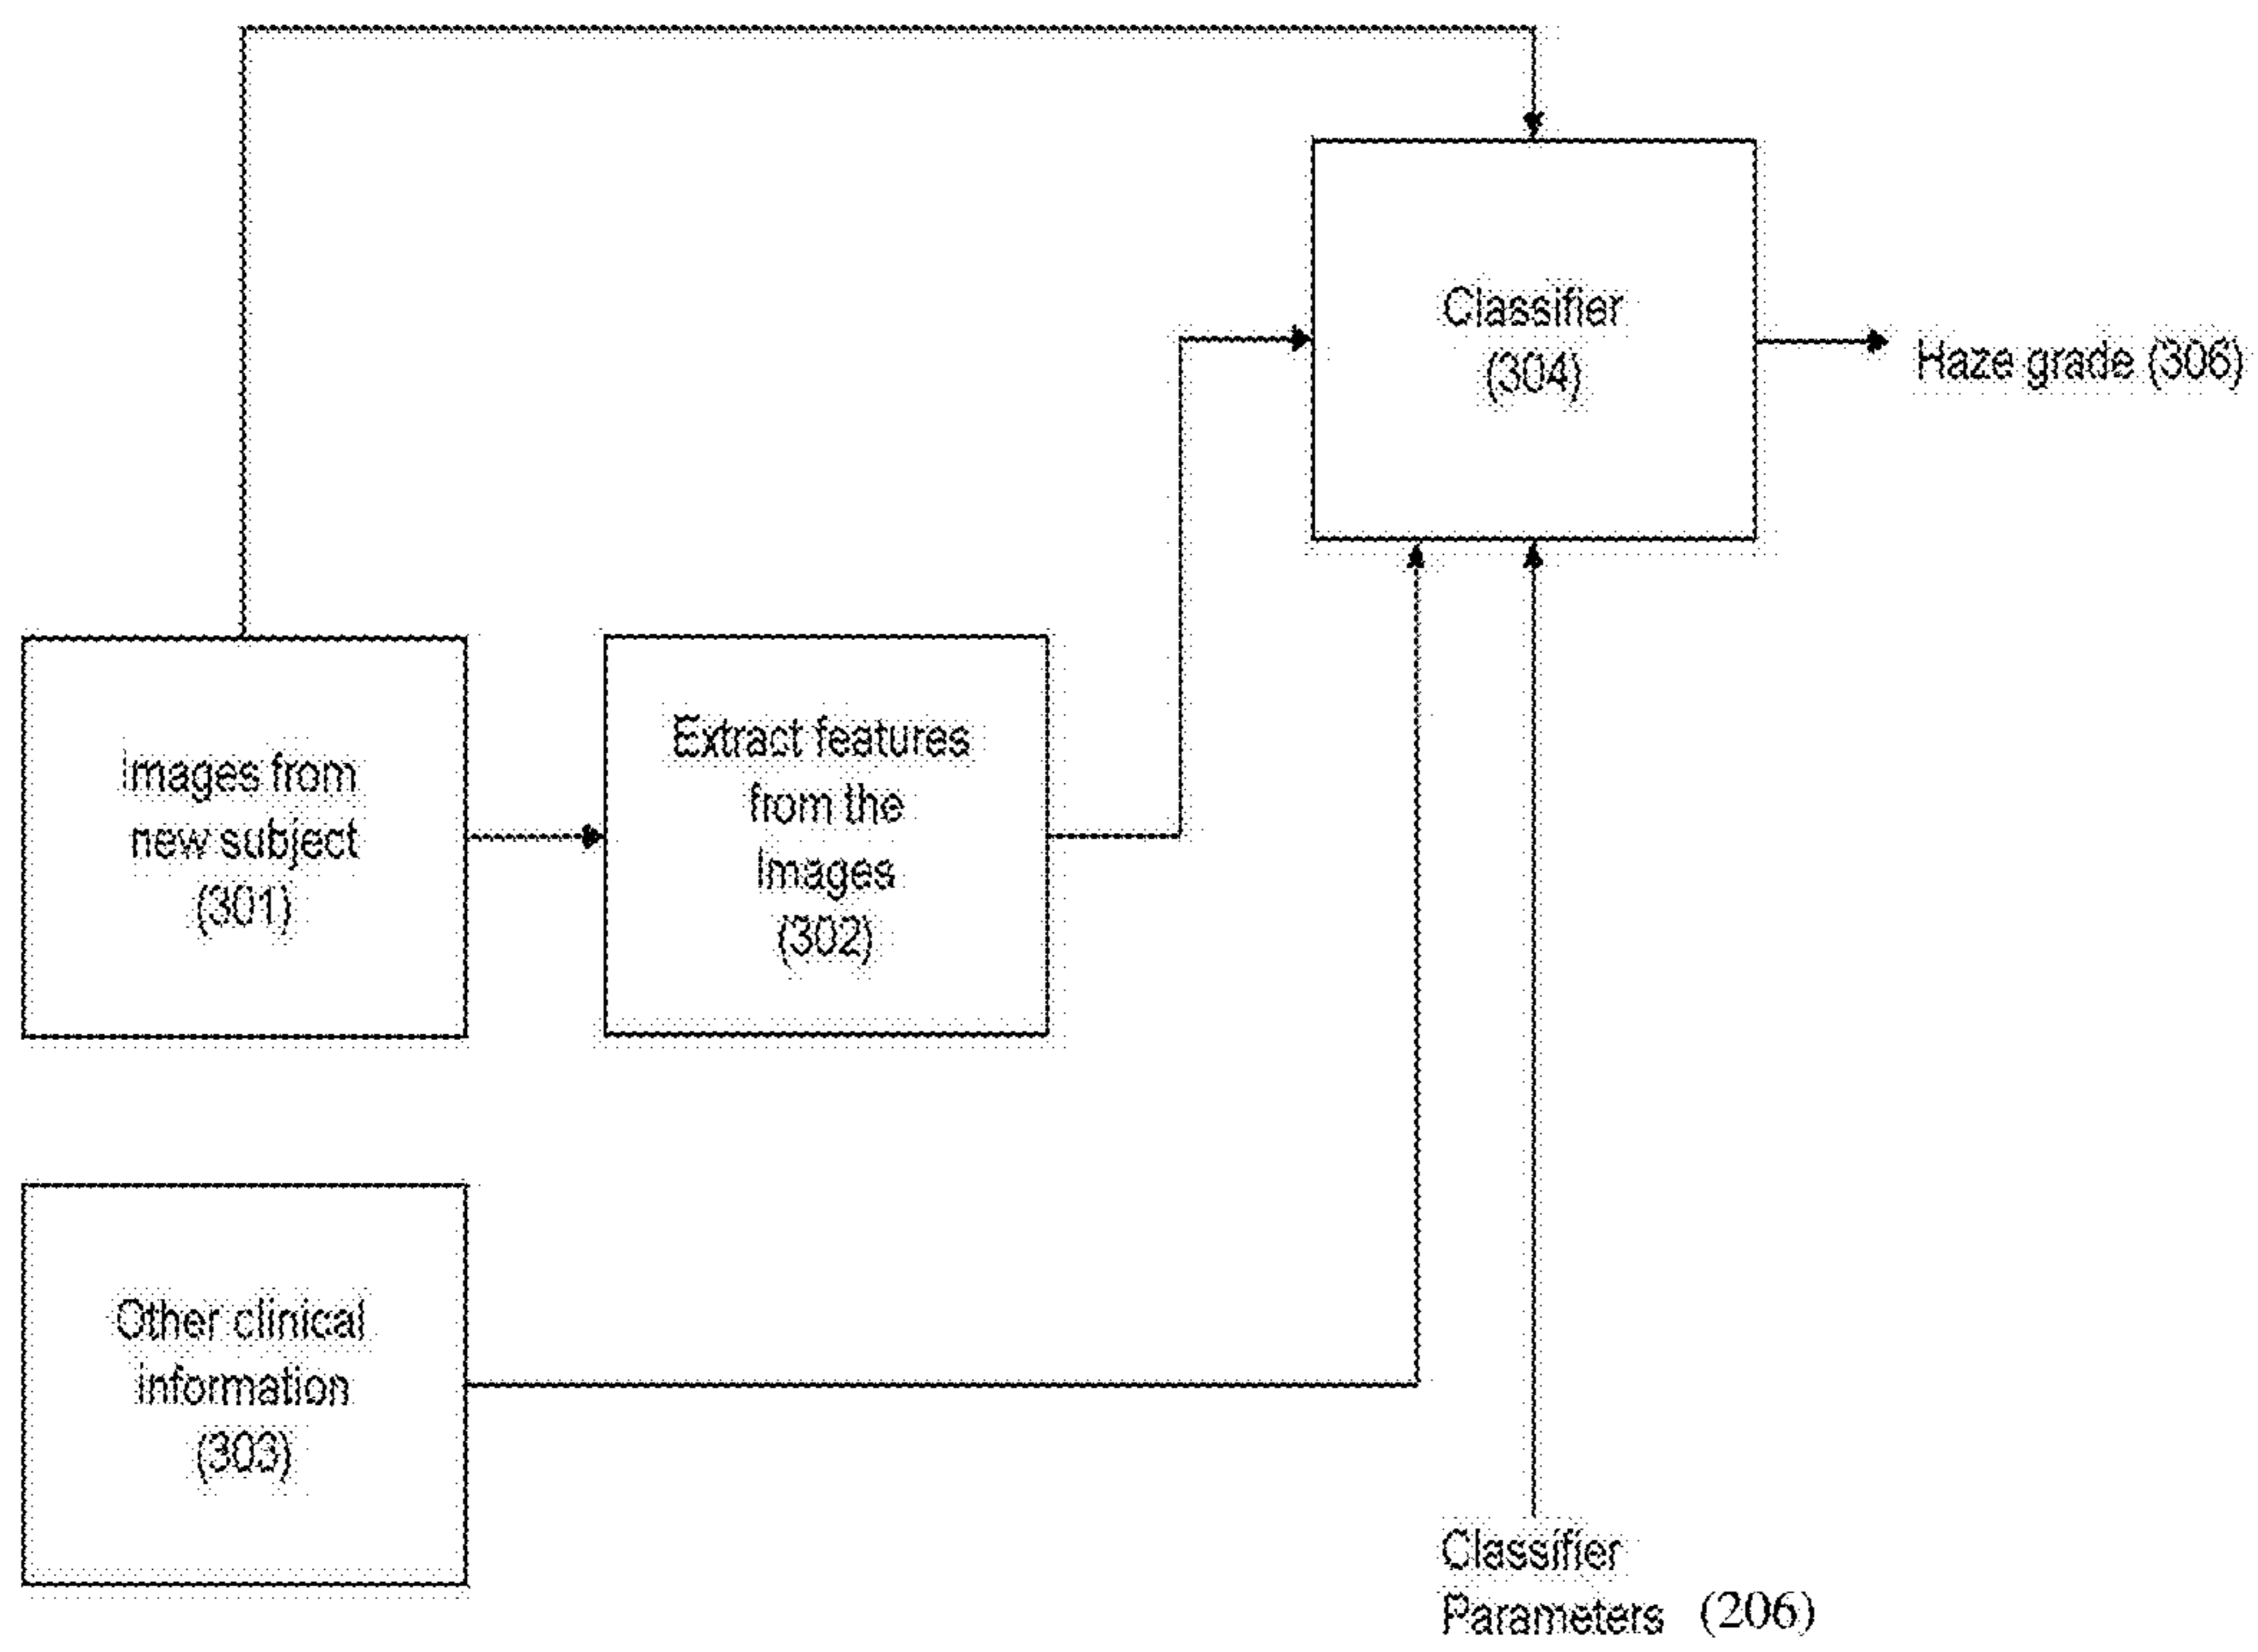 Classifier
(304)
Haze grade (306)
Images from
new subject
(301)
Extract features
from the
Images
(302)
Other clinical
information
(303)
Classifier
Parameters (206)